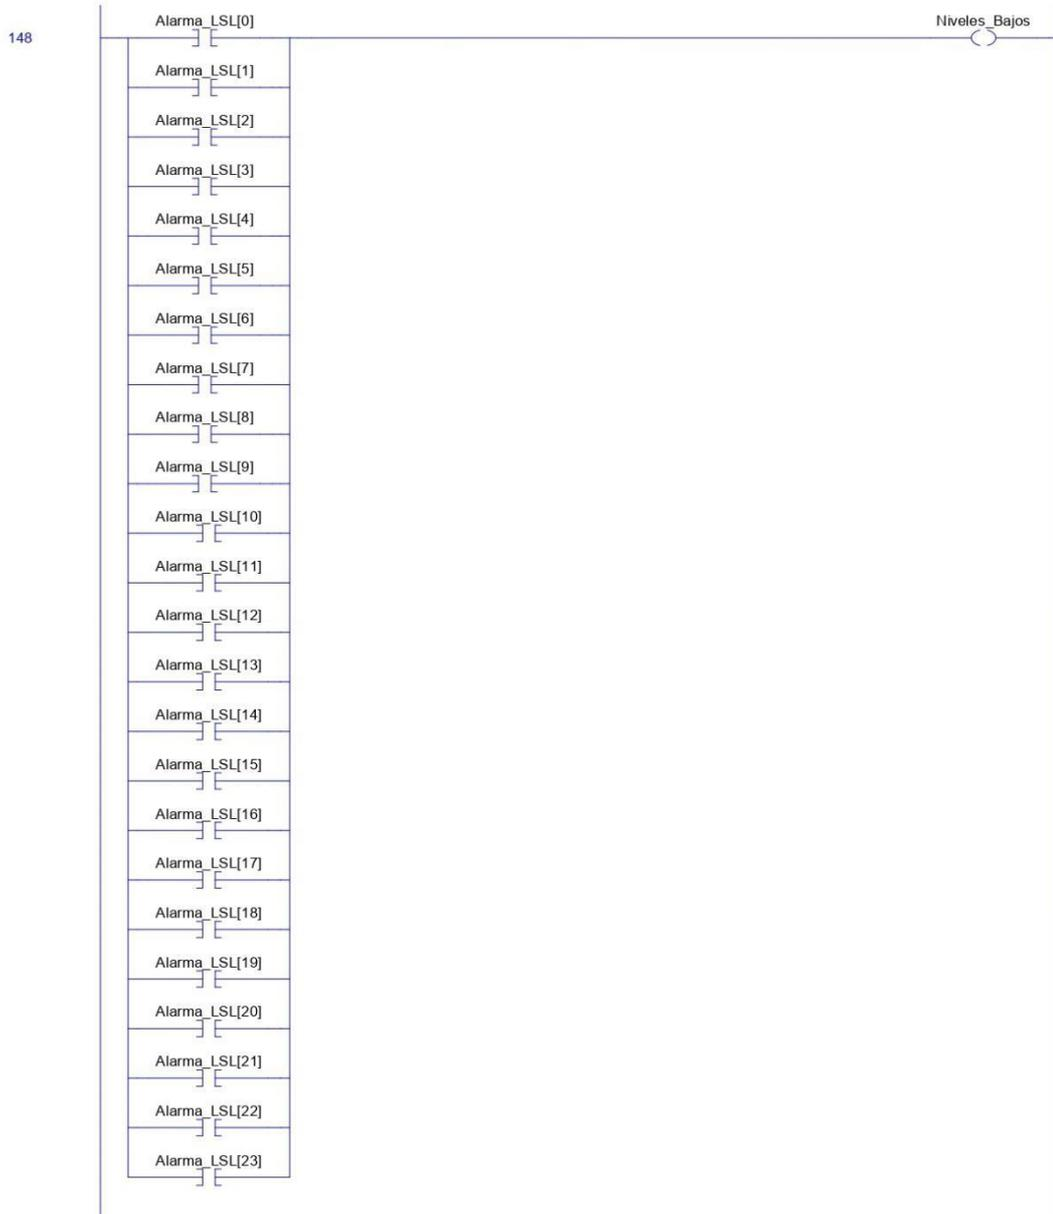 Alarma_LSL[0] Niveles_Bajos
148
Alarma_LSL[1]
Alarma_LSL[2]
Alarma_LSL[3]
Alarma_LSL[4]
Alarma_LSL[5]
Alarma_LSL[6]
Alarma_LSL[7]
Alarma_LSL[8]
Alarma_LSL[9]
Alarma_LSL[10]
Alarma_LSL[11]
Alarma_LSL[12]
Alarma_LSL[13]
Alarma_LSL[14]
Alarma_LSL[15]
Alarma_LSL[16]
Alarma_LSL[17]
Alarma_LSL[18]
Alarma_LSL[19]
Alarma_LSL[20]
Alarma_LSL[21]
Alarma_LSL[22]
Alarma_LSL[23]